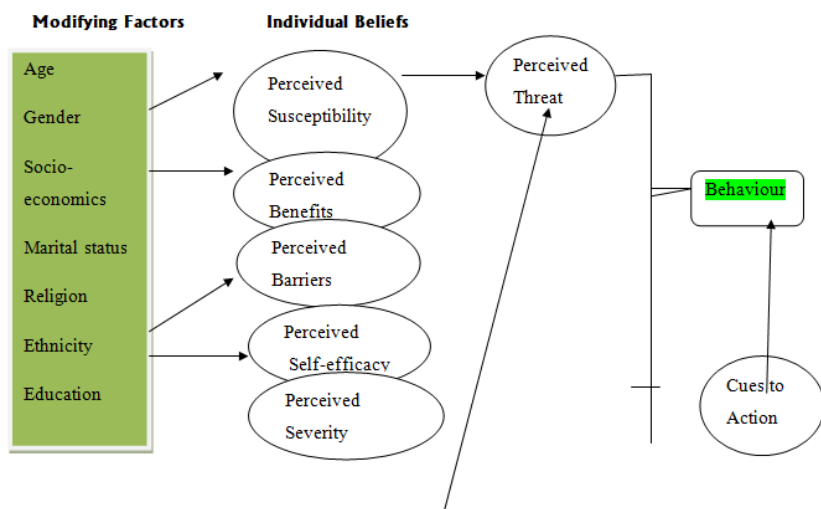 Modifying Factors
Individual Beliefs
Age
Gender
Socio-
economics
Marital status
Religion
Ethnicity
Education
Perceived
Susceptibility
Perceived
Benefits
Perceived
Barriers
Perceived
Self-efficacy
Perceived
Severity
Perceived
Threat
Behaviour
Cues to
Action